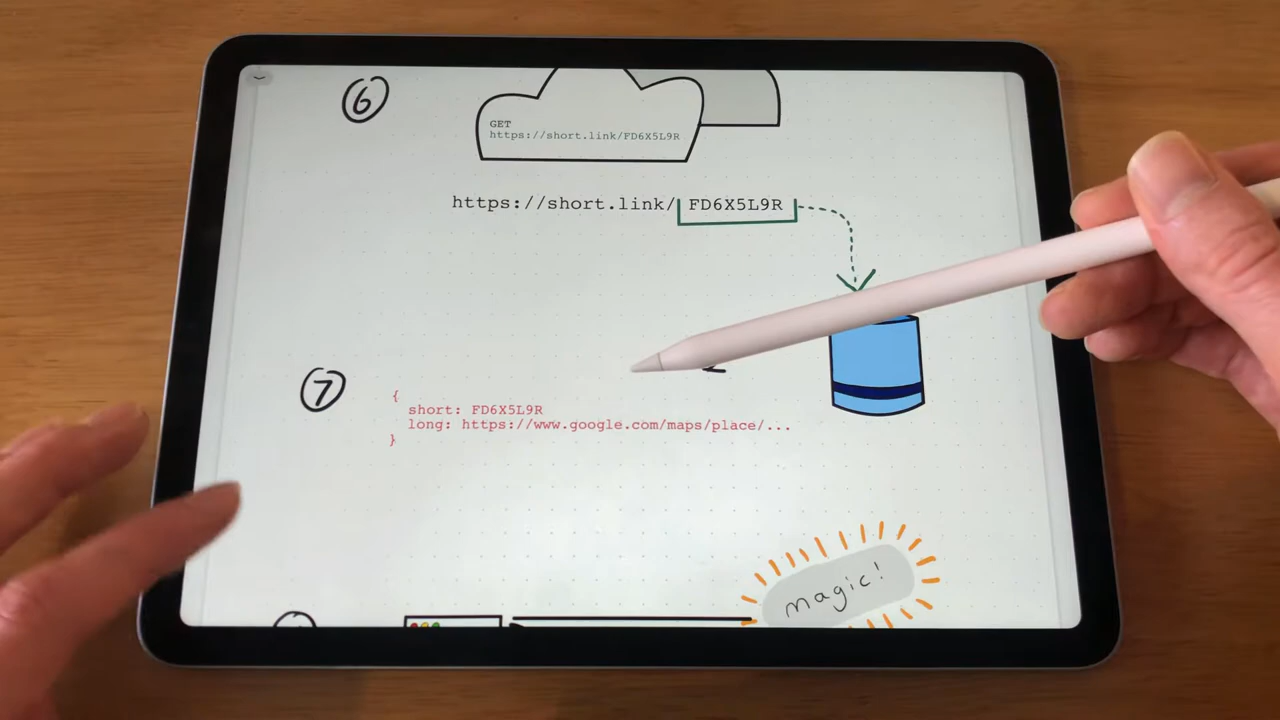 6
GET
https://short.link/FD6X5L9R
https://short.link/FD6X5L9R
7
{
short: FD6X5L9R
long: https://www.google.com/maps/place/...
}
magic!